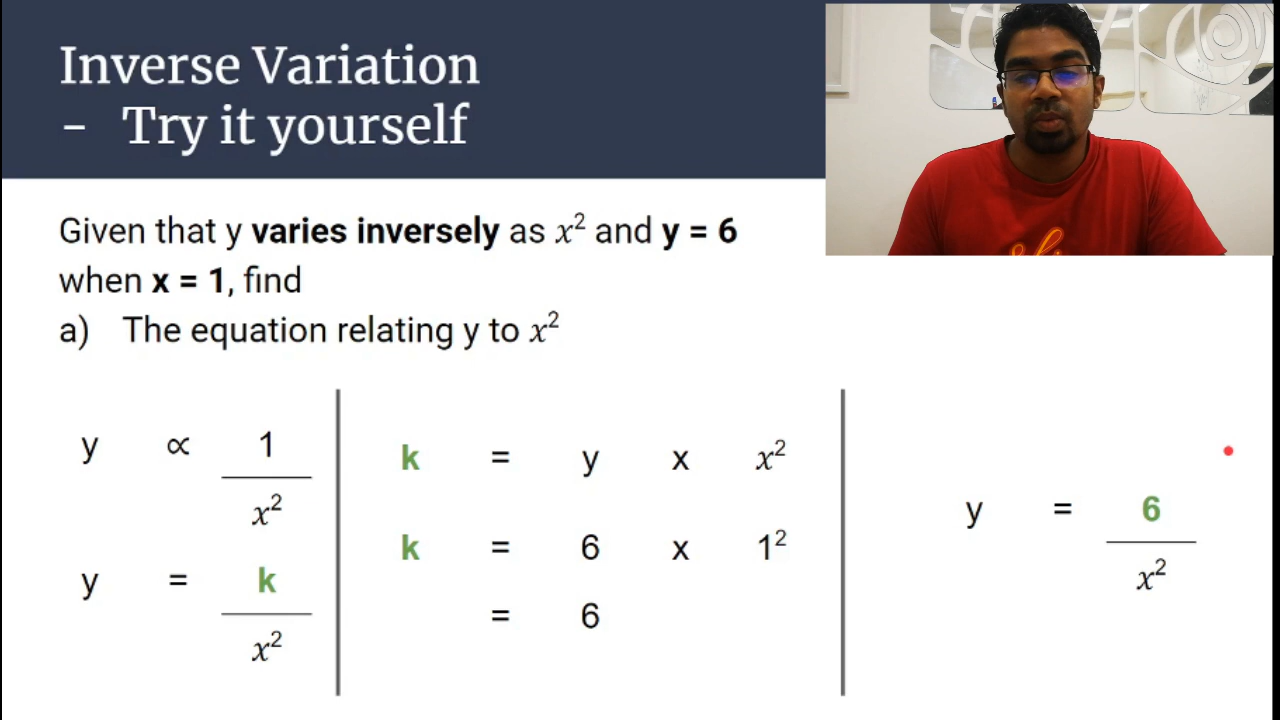 Inverse Variation
- Try it yourself
Given that y varies inversely as x² and y = 6
when x = 1, find
a) The equation relating y to x²
y ∝ 1
x²
y = k
x²
k = y x x²
k = 6 x 1²
= 6
y = 6
x²